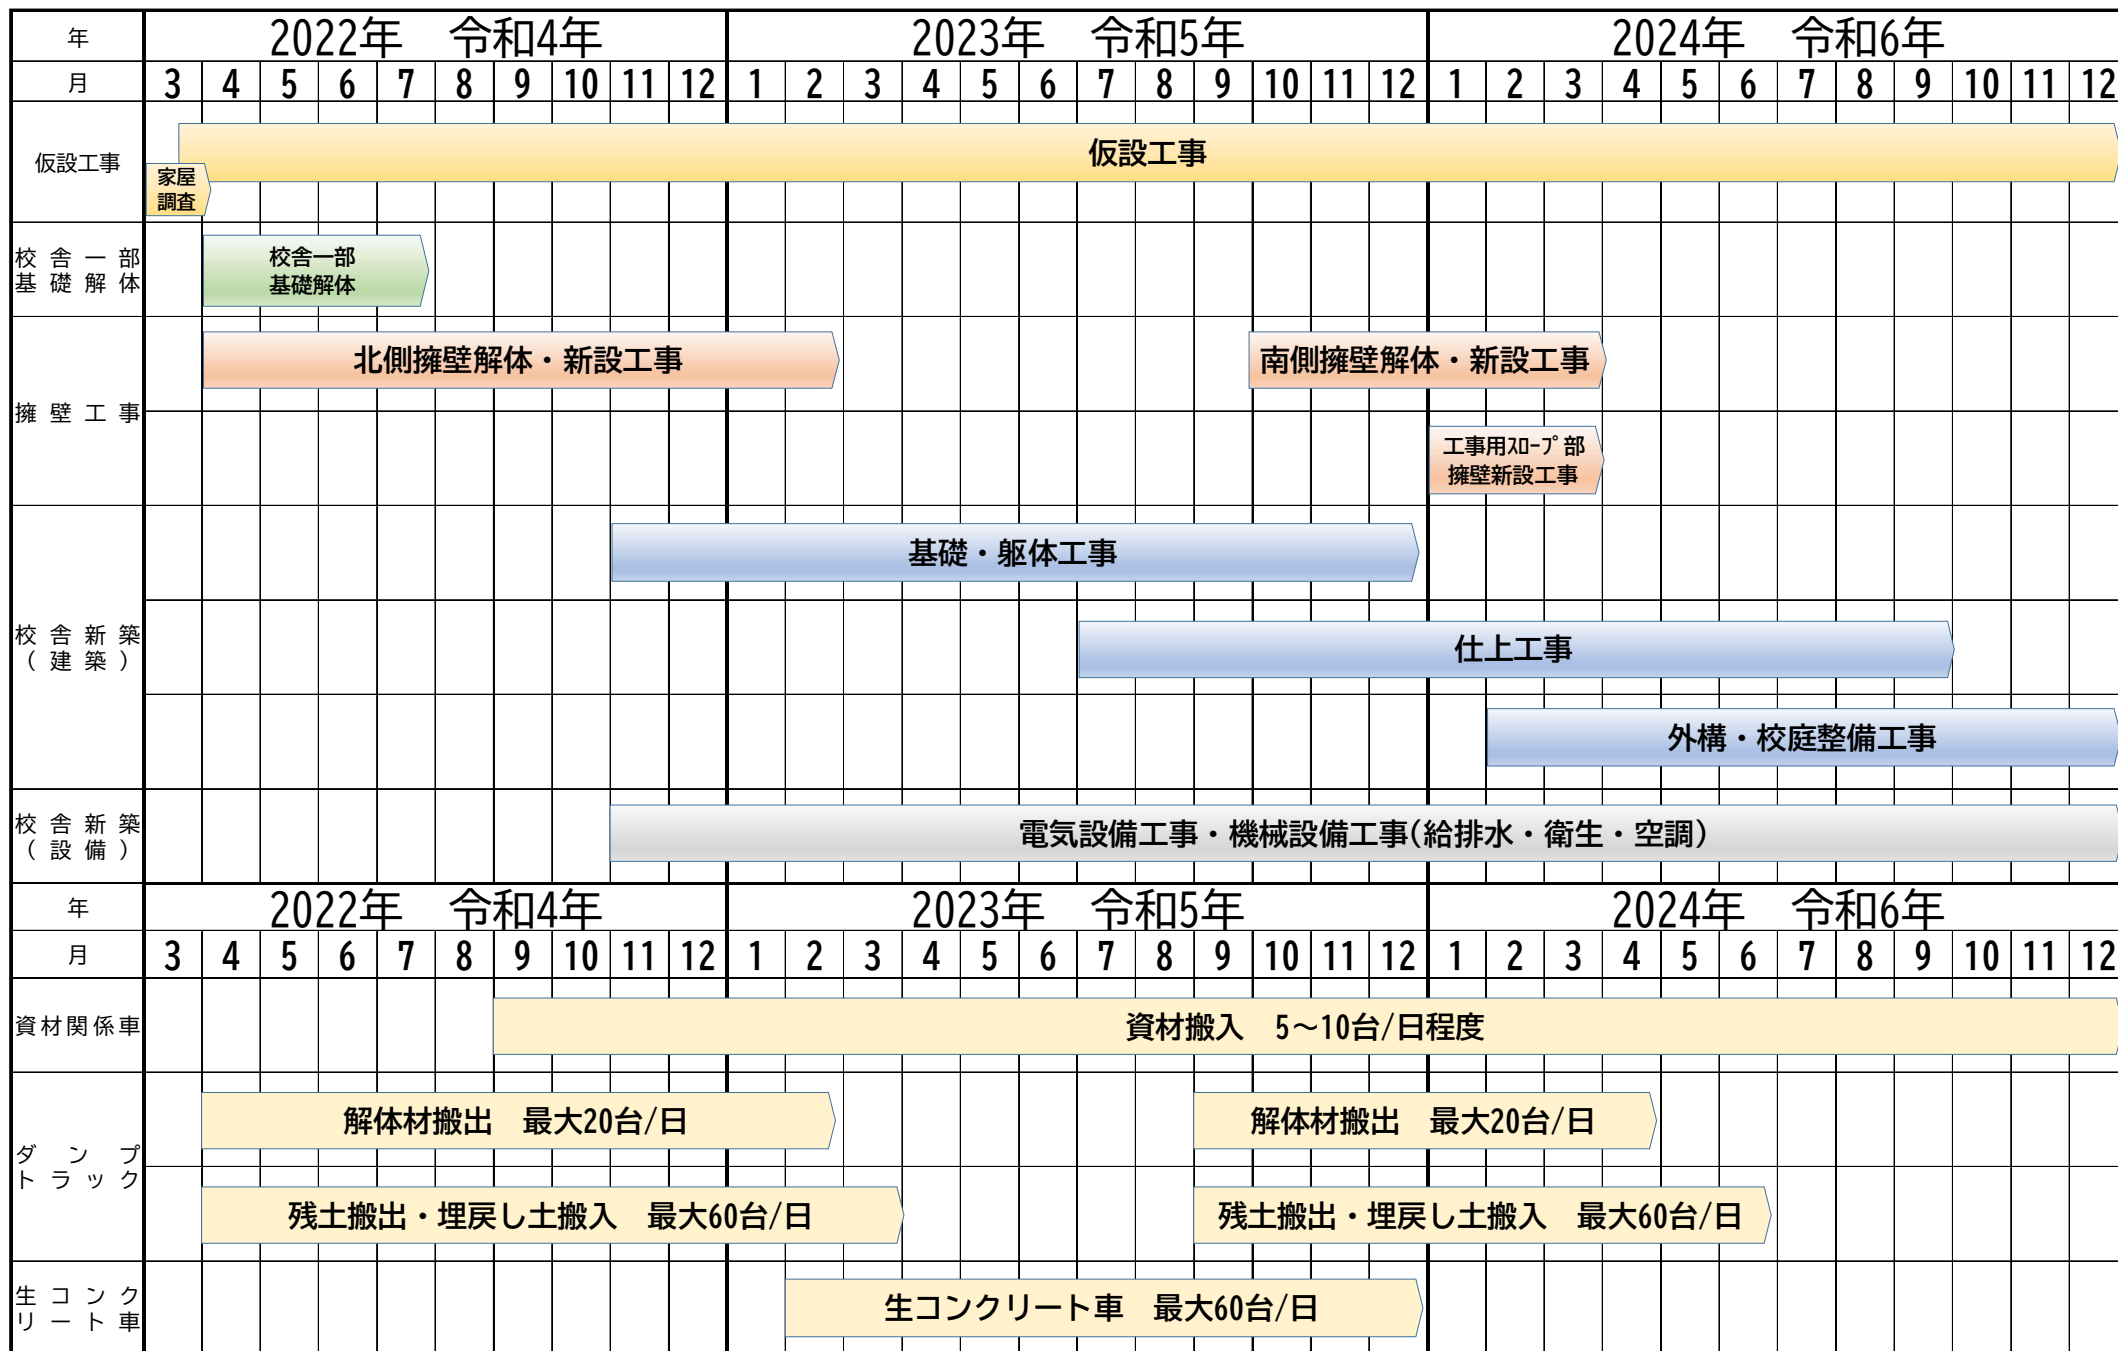 年 2022年　令和4年 2023年　令和5年 2024年　令和6年
月 3 4 5 6 7 8 9 10 11 12 1 2 3 4 5 6 7 8 9 10 11 12 1 2 3 4 5 6 7 8 9 10 11 12
仮設工事
仮設工事
家屋
調査
校舎一部
基礎解体
校舎一部
基礎解体
擁壁工事
北側擁壁解体・新設工事
南側擁壁解体・新設工事
工事用ｽﾛｰﾌﾟ部
擁壁新設工事
校舎新築
(建築)
基礎・躯体工事
仕上工事
外構・校庭整備工事
校舎新築
(設備)
電気設備工事・機械設備工事(給排水・衛生・空調)
年 2022年　令和4年 2023年　令和5年 2024年　令和6年
月 3 4 5 6 7 8 9 10 11 12 1 2 3 4 5 6 7 8 9 10 11 12 1 2 3 4 5 6 7 8 9 10 11 12
資材関係車
資材搬入　5～10台/日程度
ダンプ
トラック
解体材搬出　最大20台/日
解体材搬出　最大20台/日
残土搬出・埋戻し土搬入　最大60台/日
残土搬出・埋戻し土搬入　最大60台/日
生コンク
リート車
生コンクリート車　最大60台/日